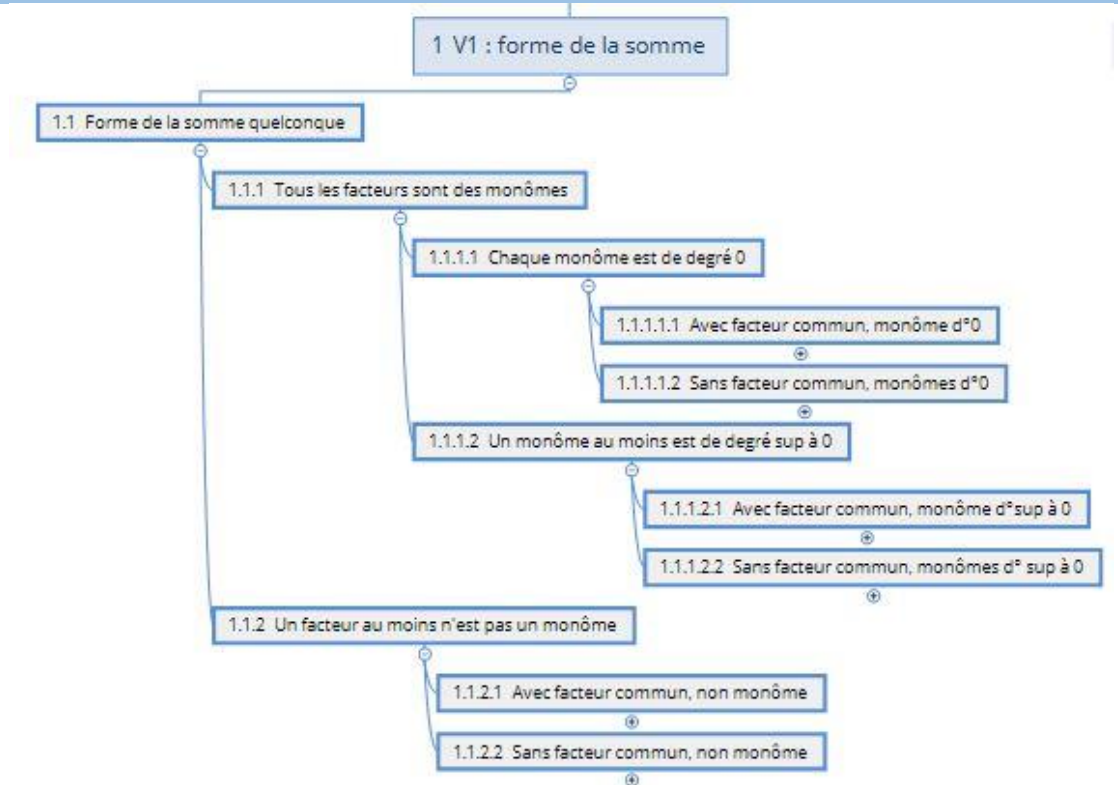 1 V1 : forme de la somme
1.1 Forme de la somme quelconque
1.1.1 Tous les facteurs sont des monômes
1.1.1.1 Chaque monôme est de degré 0
1.1.1.1.1 Avec facteur commun, monôme d°0
1.1.1.1.2 Sans facteur commun, monômes d°0
1.1.1.2 Un monôme au moins est de degré sup à 0
1.1.1.2.1 Avec facteur commun, monôme d°sup à 0
1.1.1.2.2 Sans facteur commun, monômes d° sup à 0
1.1.2 Un facteur au moins n'est pas un monôme
1.1.2.1 Avec facteur commun, non monôme
1.1.2.2 Sans facteur commun, non monôme